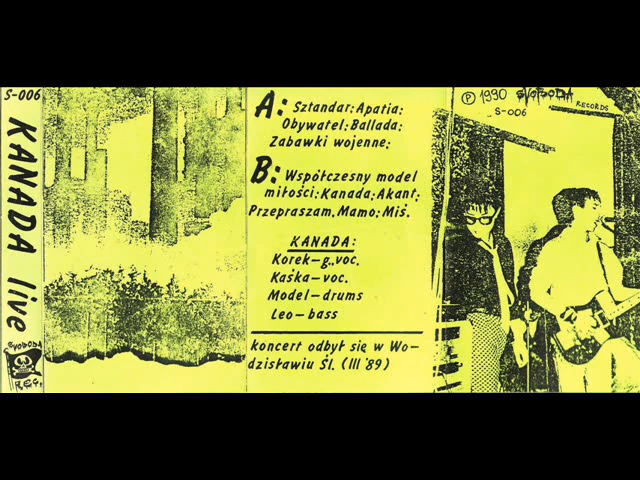 S-006
KANADA live
SVOBODA
REC.
A: Sztandar; Apatia;
Obywatel; Ballada;
Zabawki wojenne;
B: Współczesny model
miłości; Kanada; Akant;
Przepraszam, Mamo; Miś.
KANADA:
Korek-g,voc.
Kaśka-voc.
Model-drums
Leo-bass
koncert odbył się w Wo-
dzisławiu Śl. (III '89)
Ⓟ 1990 SVOBODA
RECORDS
S-006